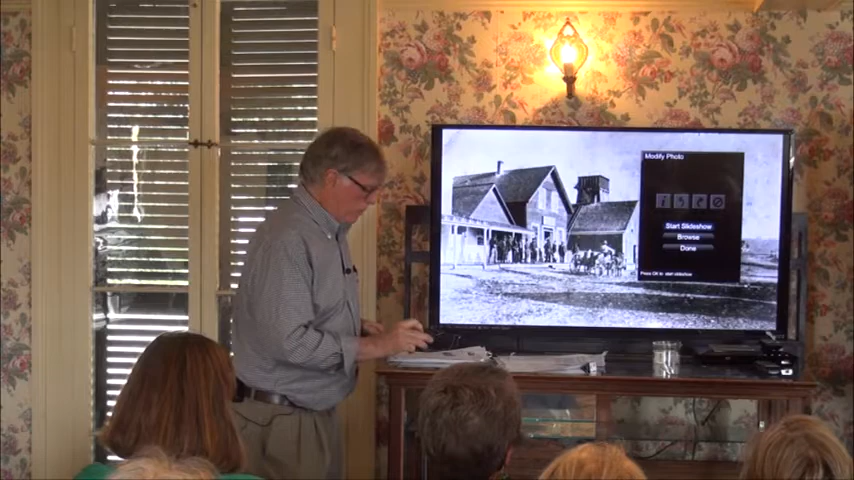 Modify Photo
i
Start Slideshow
Browse
Done
Press OK to start slideshow